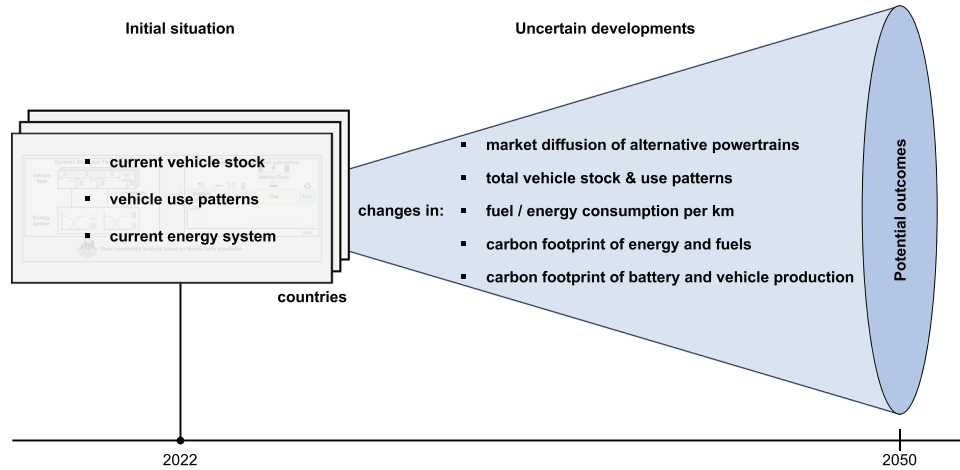 Initial situation
Uncertain developments
▪ current vehicle stock
▪ vehicle use patterns
▪ current energy system
countries
changes in:
▪ market diffusion of alternative powertrains
▪ total vehicle stock & use patterns
▪ fuel / energy consumption per km
▪ carbon footprint of energy and fuels
▪ carbon footprint of battery and vehicle production
Potential outcomes
2022
2050